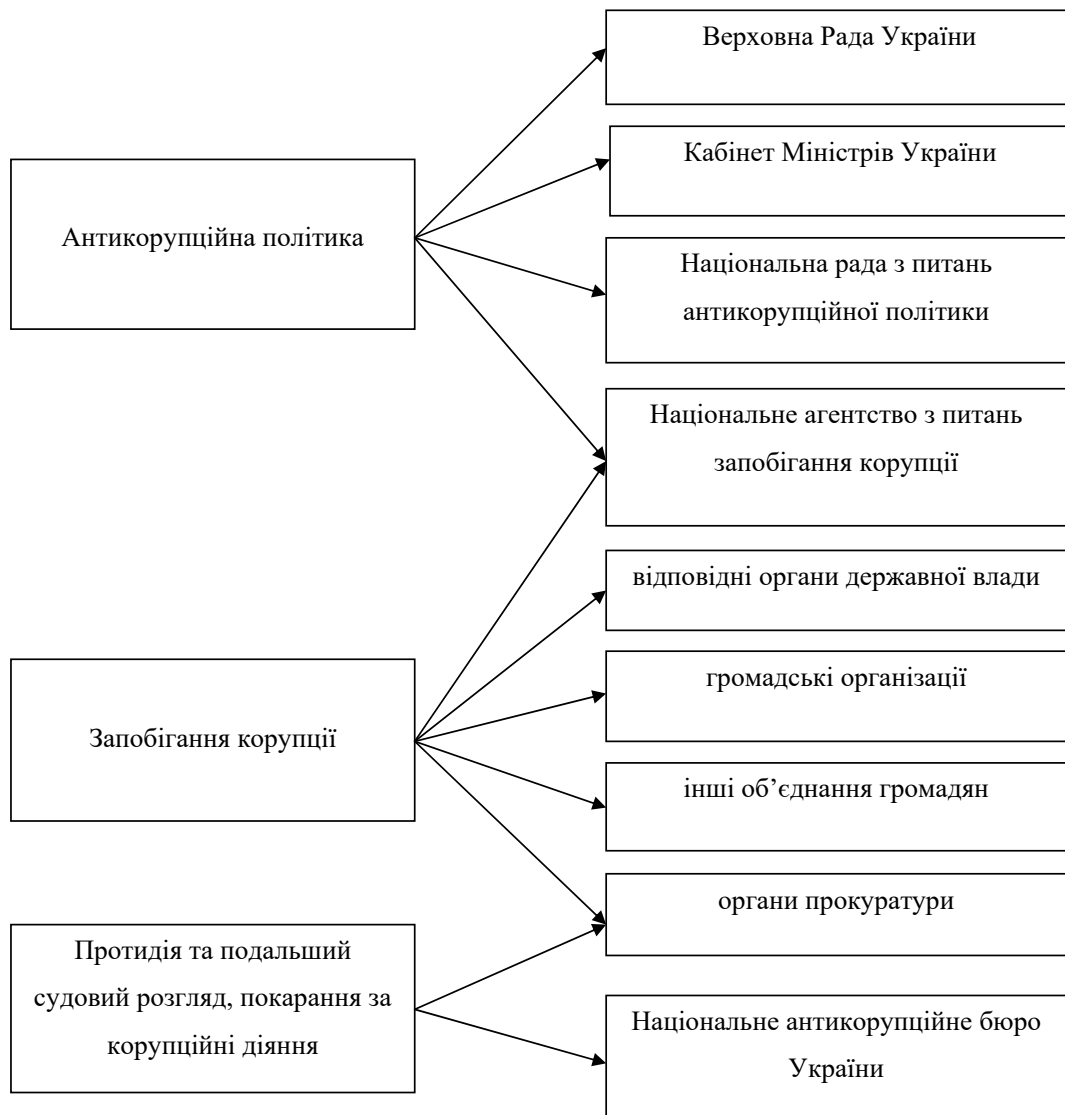 Верховна Рада України
Кабінет Міністрів України
Антикорупційна політика
Національна рада з питань
антикорупційної політики
Національне агентство з питань
запобігання корупції
відповідні органи державної влади
громадські організації
Запобігання корупції
інші об’єднання громадян
органи прокуратури
Протидія та подальший
судовий розгляд, покарання за
корупційні діяння
Національне антикорупційне бюро
України